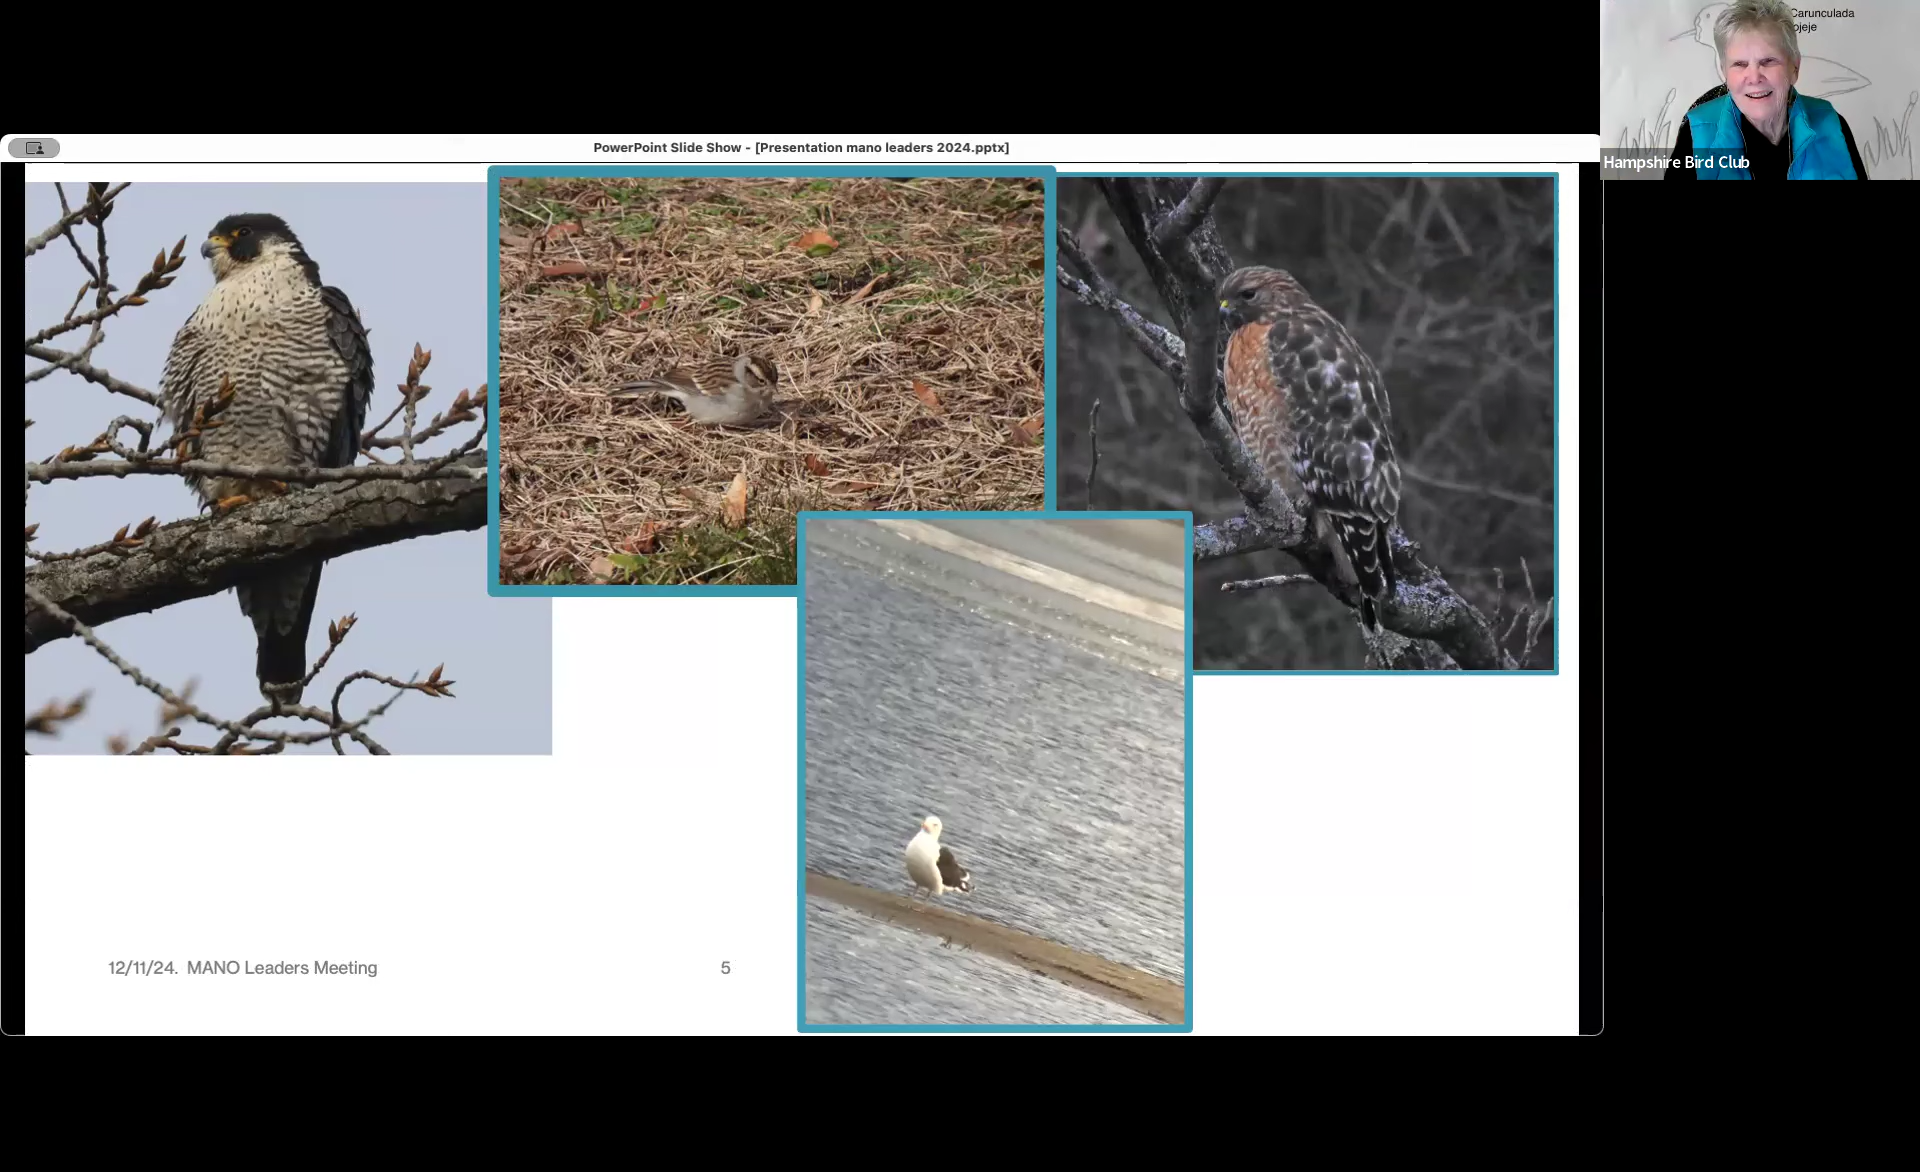 PowerPoint Slide Show - [Presentation mano leaders 2024.pptx]
Carunculada
Hampshire Bird Club
12/11/24. MANO Leaders Meeting
5